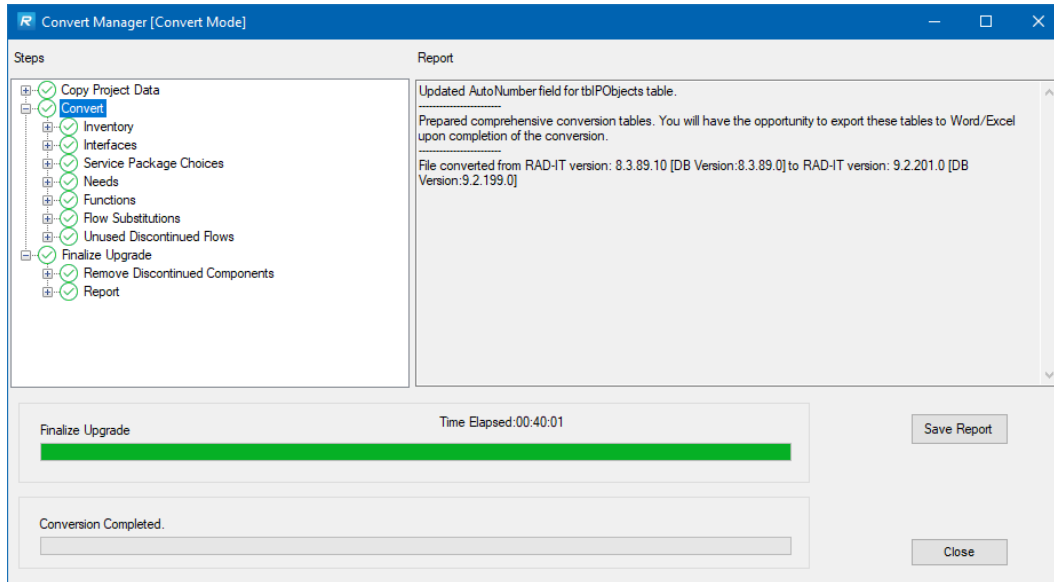 Convert Manager [Convert Mode]
Steps
Report
Copy Project Data
Convert
Inventory
Interfaces
Service Package Choices
Needs
Functions
Flow Substitutions
Unused Discontinued Flows
Finalize Upgrade
Remove Discontinued Components
Report
Updated AutoNumber field for tblPObjects table.
------------------------
Prepared comprehensive conversion tables. You will have the opportunity to export these tables to Word/Excel
upon completion of the conversion.
------------------------
File converted from RAD-IT version: 8.3.89.10 [DB Version:8.3.89.0] to RAD-IT version: 9.2.201.0 [DB
Version:9.2.199.0]
Finalize Upgrade
Time Elapsed:00:40:01
Save Report
Conversion Completed.
Close